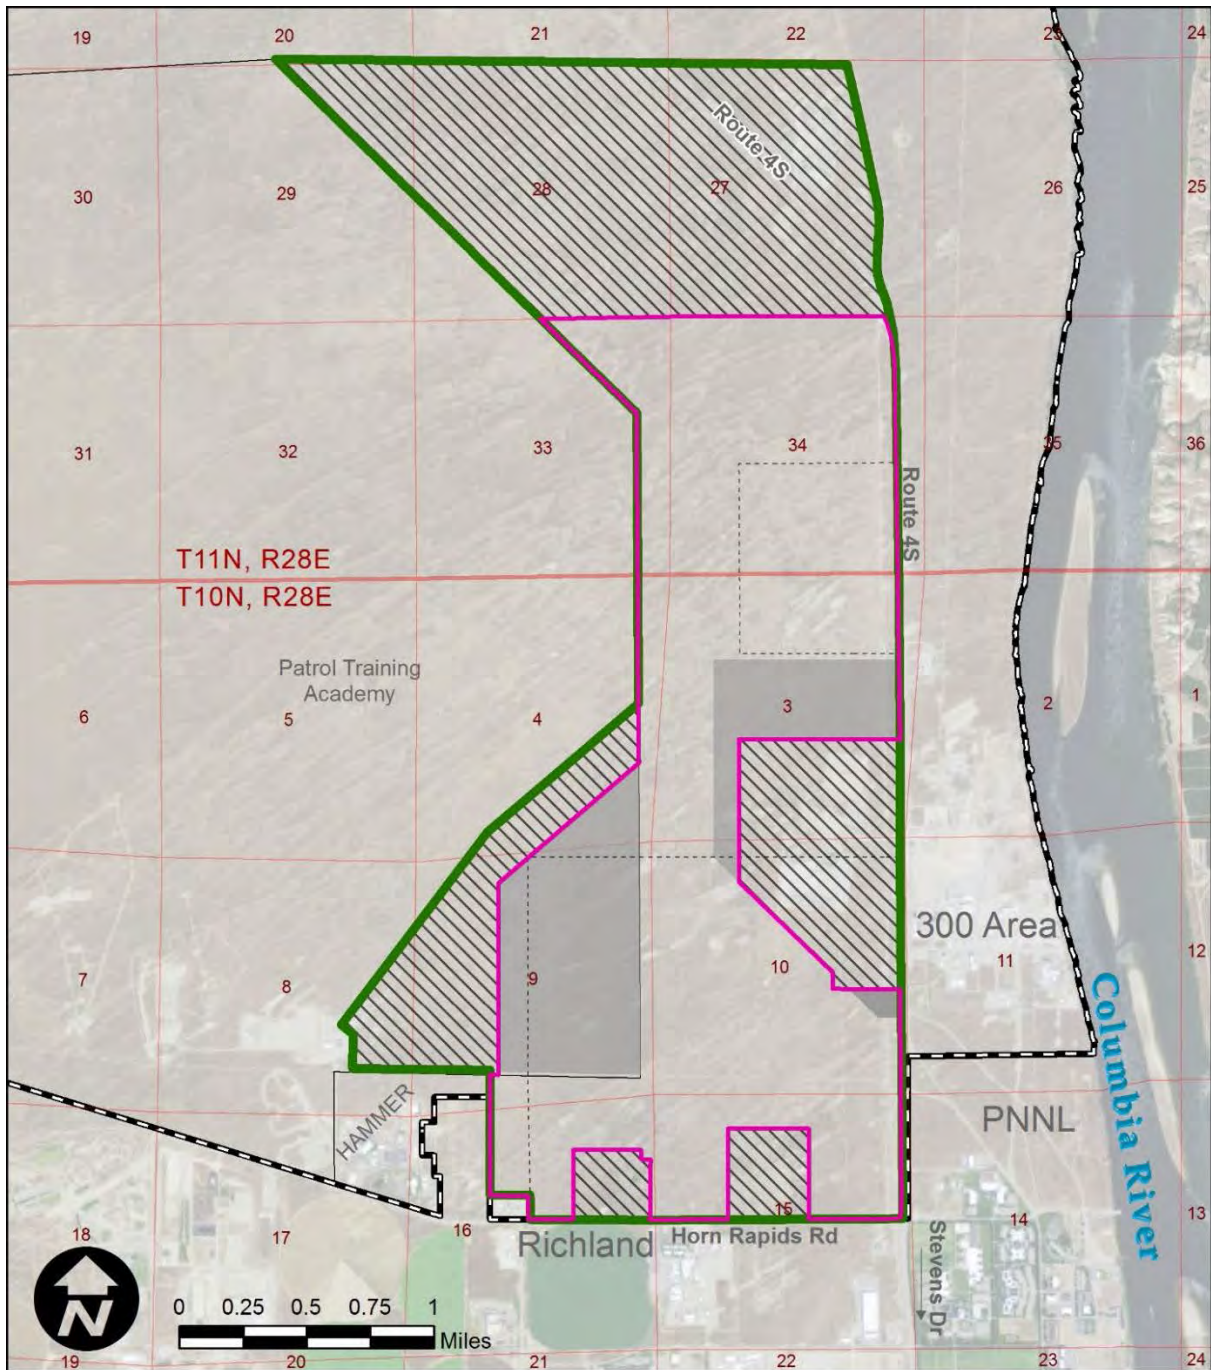 19 20 21 22 23 24
Route 4S
30 29 28 27 26 25
31 32 33 34 35 36
Route 4S
T11N, R28E
T10N, R28E
Patrol Training
Academy
6 5 4 3 2 1
300 Area
7 8 9 10 11 12
Columbia River
HAMMER
PNNL
18 17 16 15 14 13
Richland
Horn Rapids Rd
Stevens Dr
N
0 0.25 0.5 0.75 1
Miles
19 20 21 22 23 24